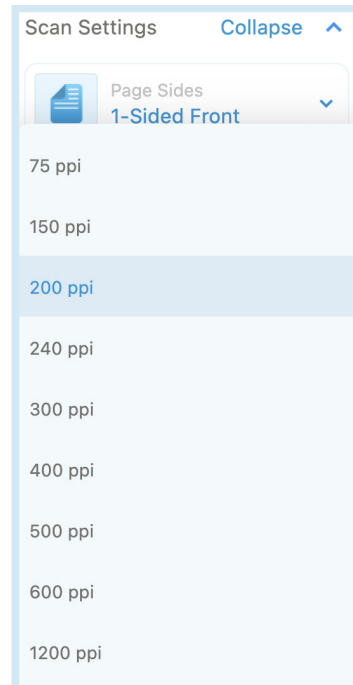 Scan Settings Collapse
Page Sides
1-Sided Front
75 ppi
150 ppi
200 ppi
240 ppi
300 ppi
400 ppi
500 ppi
600 ppi
1200 ppi